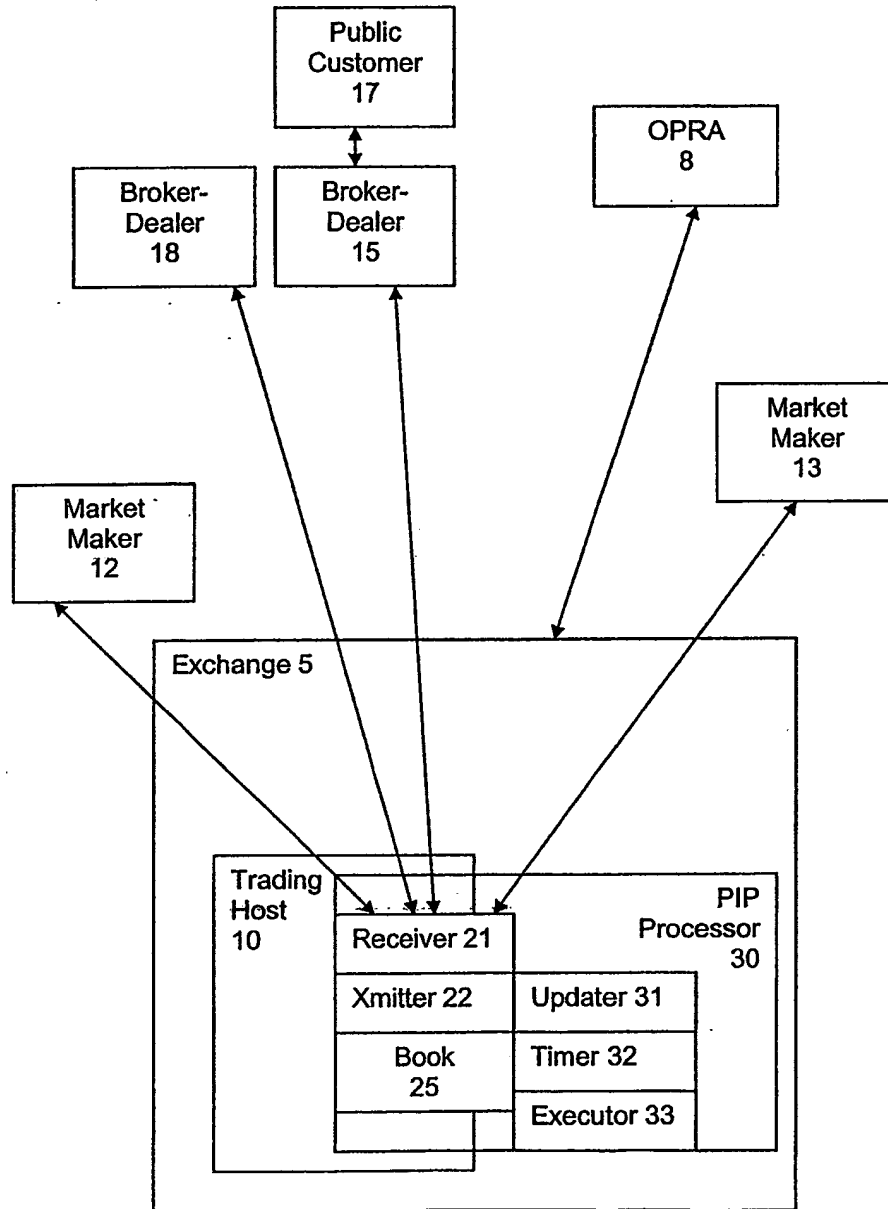 Public
Customer
17
OPRA
8
Broker-
Dealer
18
Broker-
Dealer
15
Market
Maker
13
Market
Maker
12
Exchange 5
Trading
Host
10
PIP
Processor
30
Receiver 21
Xmitter 22
Updater 31
Book
25
Timer 32
Executor 33